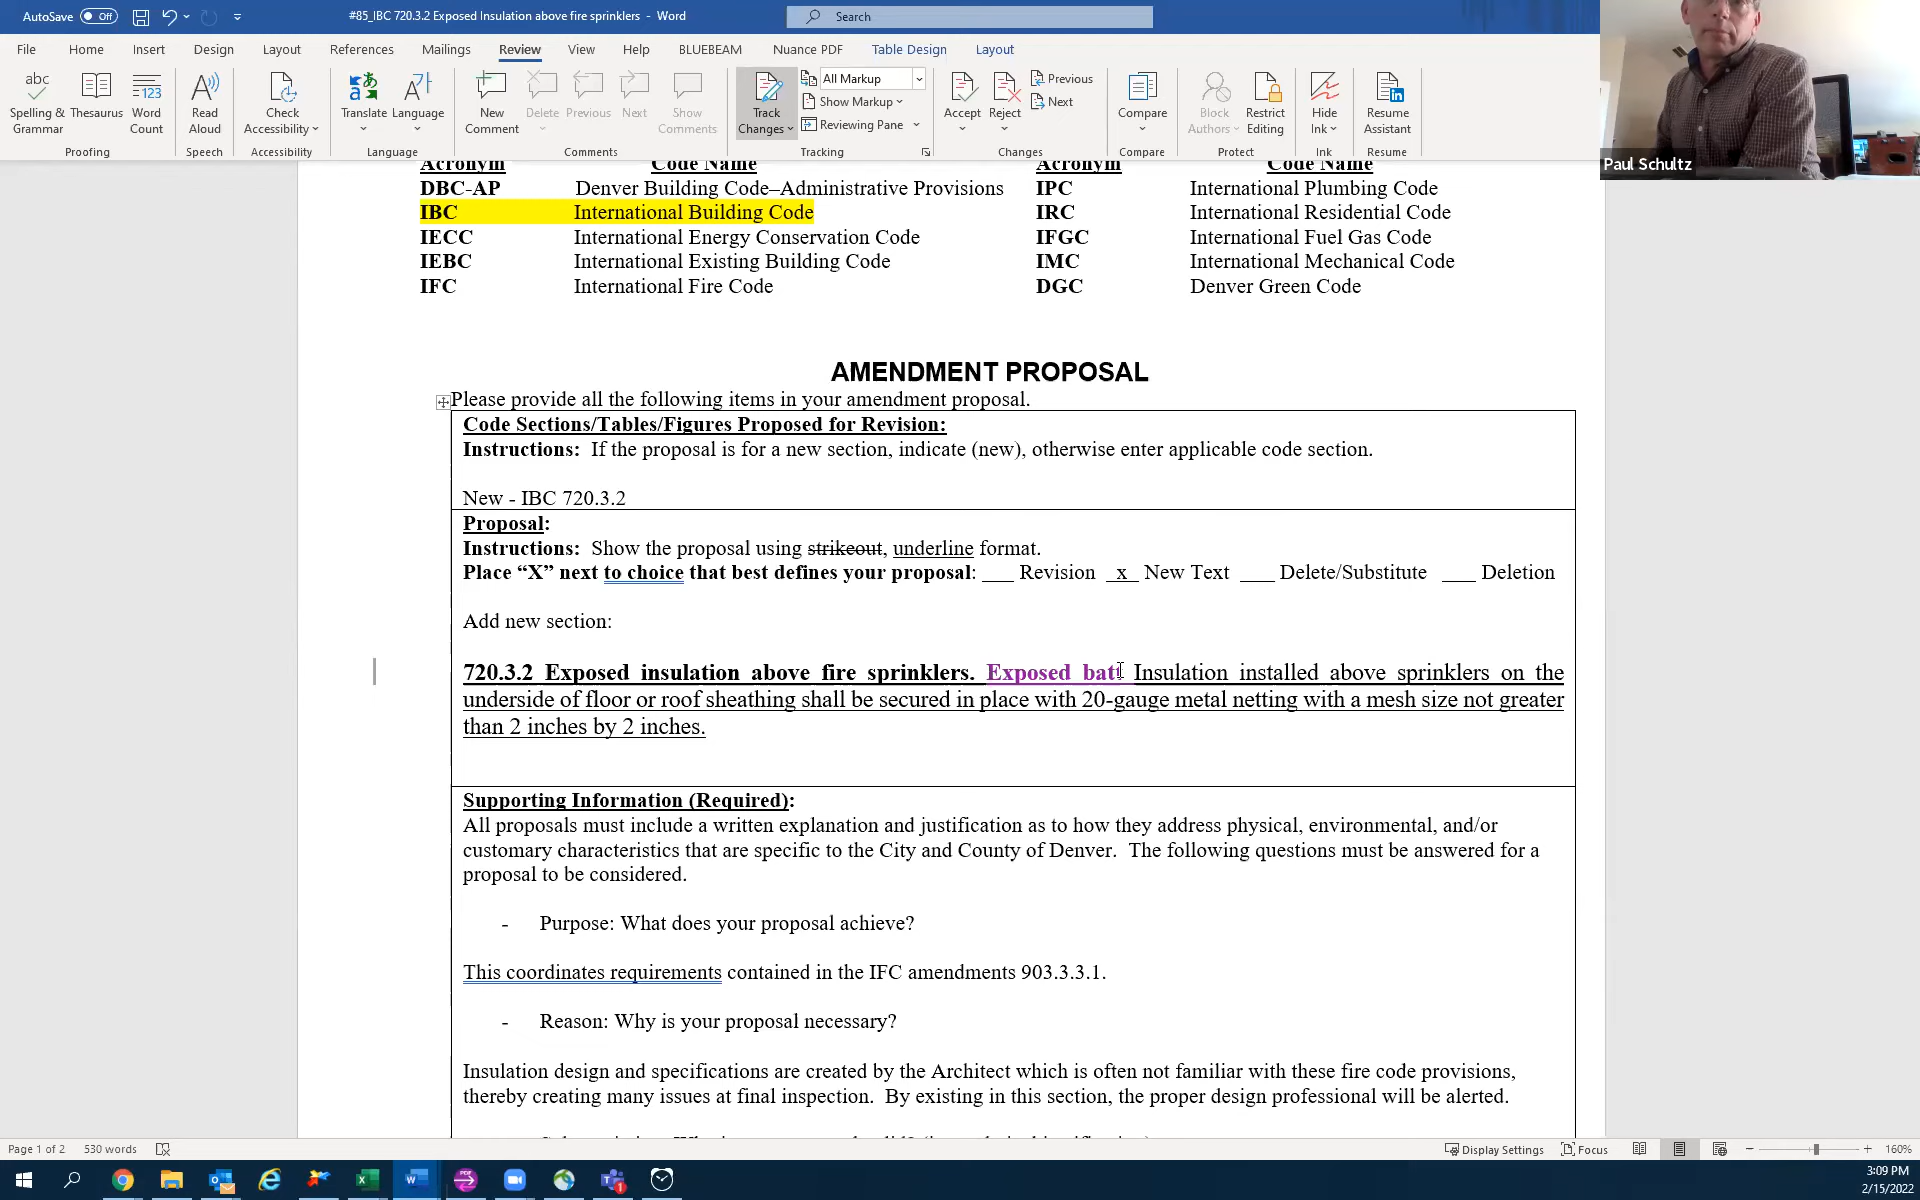 AutoSave Off #85_IBC 720.3.2 Exposed Insulation above fire sprinklers - Word Search
File Home Insert Design Layout References Mailings Review View Help BLUEBEAM Nuance PDF Table Design Layout
abc
123
Spelling & Grammar Thesaurus Word Count Read Aloud Check Accessibility Translate Language New Comment Delete Previous Next Show Comments Track Changes Accept Reject Compare Block Authors Restrict Editing Hide Ink Resume Assistant
All Markup
Show Markup
Reviewing Pane
Previous
Next
Proofing Speech Accessibility Language Comments Tracking Changes Compare Protect Ink Resume
Paul Schultz
Acronym Code Name Acronym Code Name
DBC-AP Denver Building Code–Administrative Provisions IPC International Plumbing Code
IBC International Building Code IRC International Residential Code
IECC International Energy Conservation Code IFGC International Fuel Gas Code
IEBC International Existing Building Code IMC International Mechanical Code
IFC International Fire Code DGC Denver Green Code
AMENDMENT PROPOSAL
Please provide all the following items in your amendment proposal.
Code Sections/Tables/Figures Proposed for Revision:
Instructions: If the proposal is for a new section, indicate (new), otherwise enter applicable code section.
New - IBC 720.3.2
Proposal:
Instructions: Show the proposal using strikeout, underline format.
Place “X” next to choice that best defines your proposal: ___ Revision _x_ New Text ___ Delete/Substitute ___ Deletion
Add new section:
720.3.2 Exposed insulation above fire sprinklers. Exposed batt Insulation installed above sprinklers on the
underside of floor or roof sheathing shall be secured in place with 20-gauge metal netting with a mesh size not greater
than 2 inches by 2 inches.
Supporting Information (Required):
All proposals must include a written explanation and justification as to how they address physical, environmental, and/or
customary characteristics that are specific to the City and County of Denver. The following questions must be answered for a
proposal to be considered.
- Purpose: What does your proposal achieve?
This coordinates requirements contained in the IFC amendments 903.3.3.1.
- Reason: Why is your proposal necessary?
Insulation design and specifications are created by the Architect which is often not familiar with these fire code provisions,
thereby creating many issues at final inspection. By existing in this section, the proper design professional will be alerted.
Page 1 of 2 530 words Display Settings Focus 160%
3:09 PM
2/15/2022